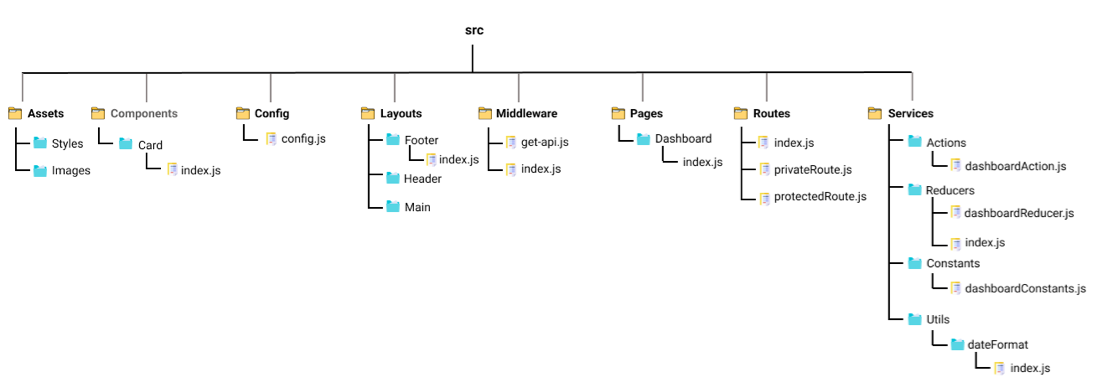 src
Assets
Styles
Images
Components
Card
index.js
Config
config.js
Layouts
Footer
index.js
Header
Main
Middleware
get-api.js
index.js
Pages
Dashboard
index.js
Routes
index.js
privateRoute.js
protectedRoute.js
Services
Actions
dashboardAction.js
Reducers
dashboardReducer.js
index.js
Constants
dashboardConstants.js
Utils
dateFormat
index.js